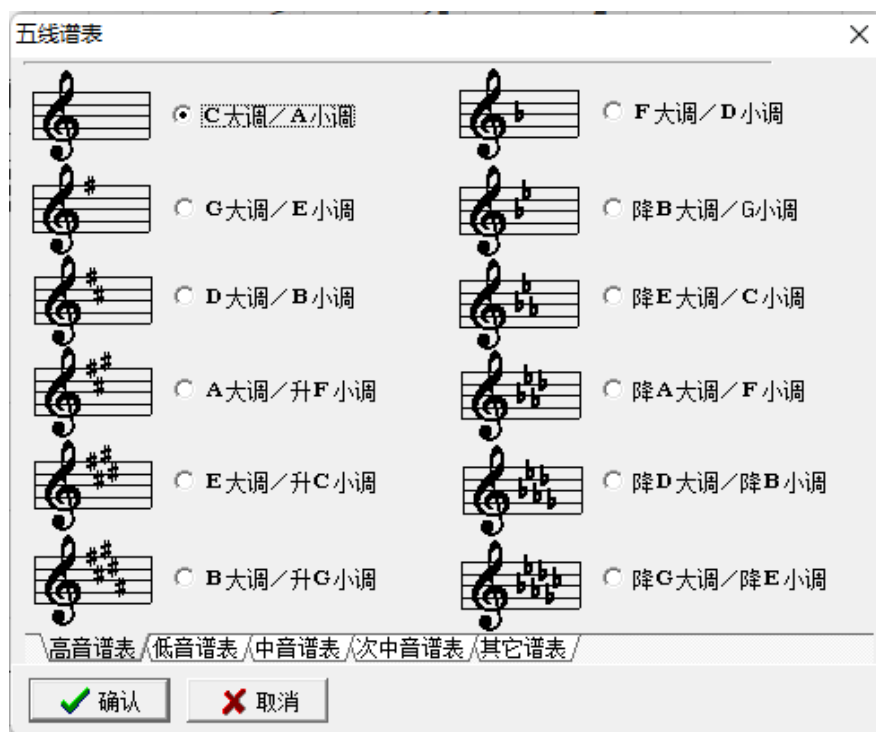 五线谱表
C大调／A小调
F大调／D小调
G大调／E小调
降B大调／G小调
D大调／B小调
降E大调／C小调
A大调／升F小调
降A大调／F小调
E大调／升C小调
降D大调／降B小调
B大调／升G小调
降G大调／降E小调
高音谱表 低音谱表 中音谱表 次中音谱表 其它谱表
确认 取消